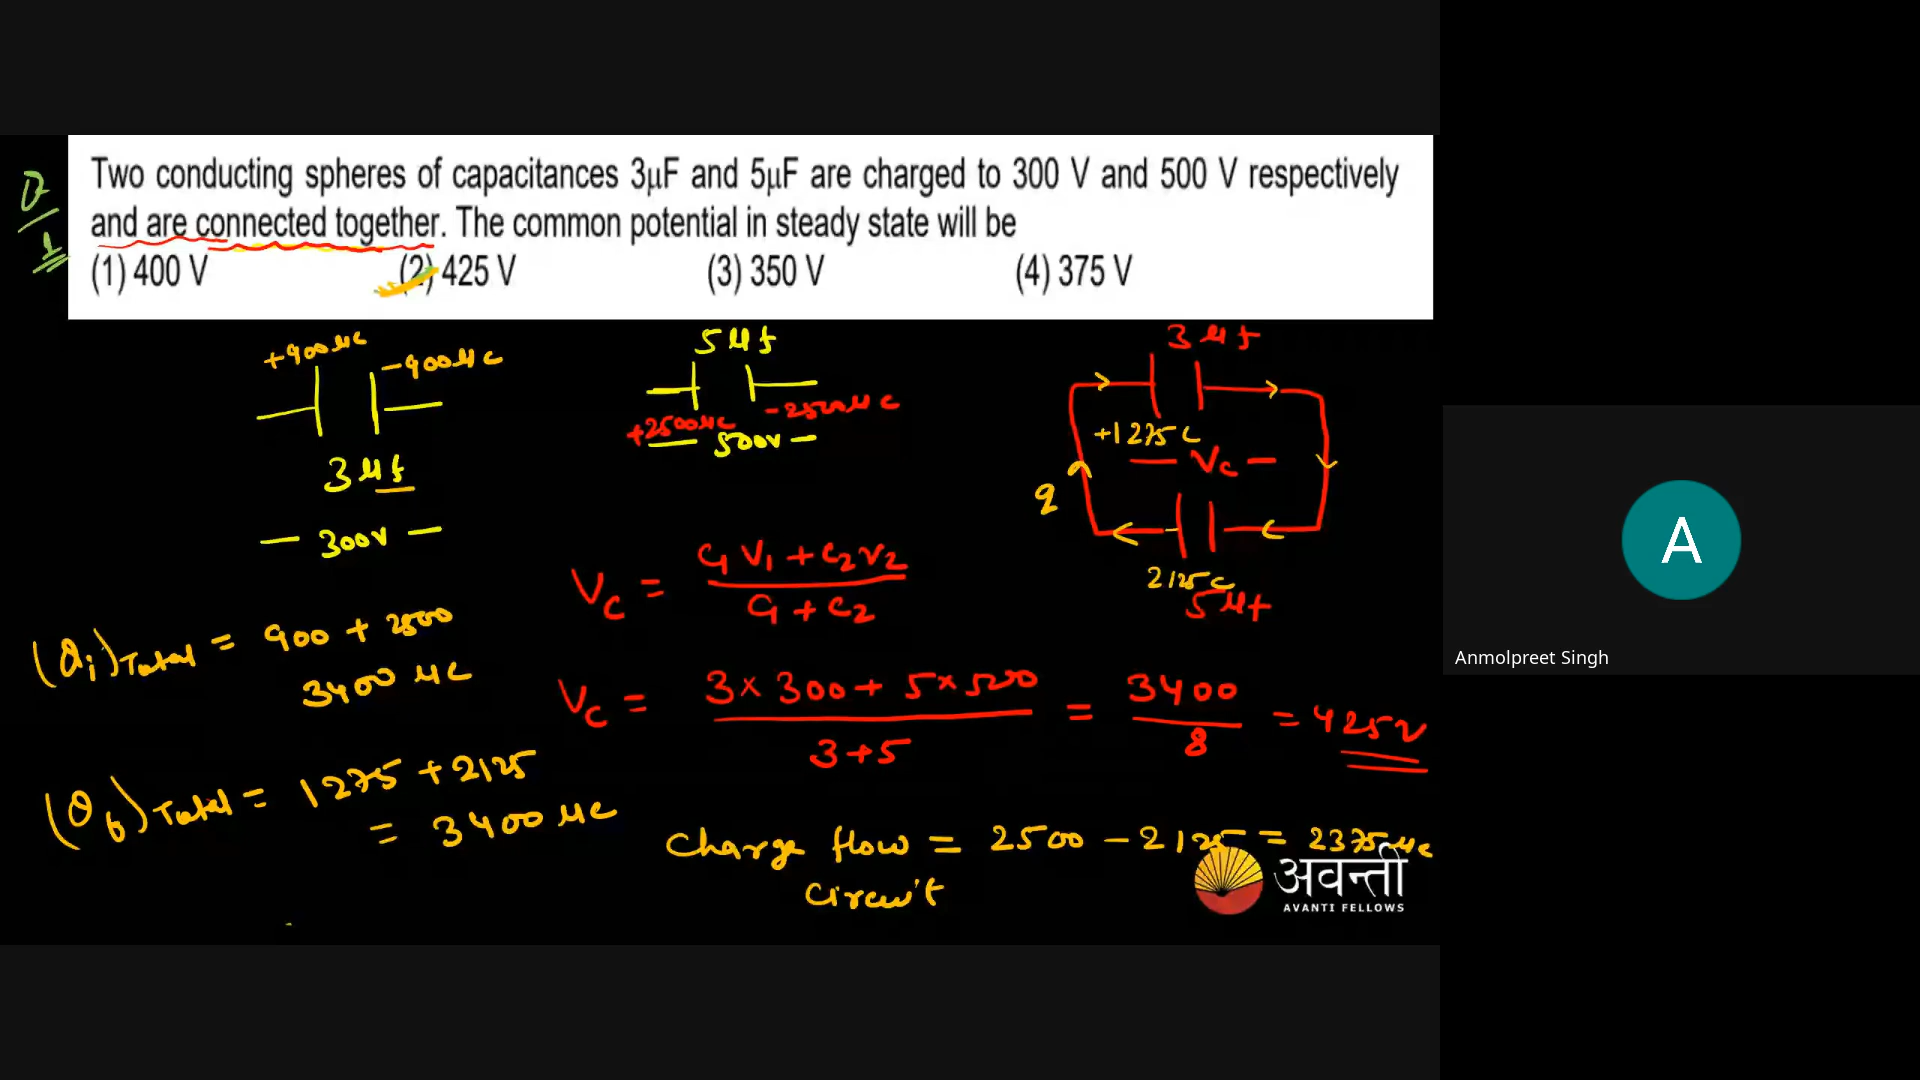 Q
1
Two conducting spheres of capacitances 3μF and 5μF are charged to 300 V and 500 V respectively
and are connected together. The common potential in steady state will be
(1) 400 V (2) 425 V (3) 350 V (4) 375 V
+900μc
-900μc
3μf
300v
5μf
+2500μc
-2500μc
500v
3μf
+1275c
Vc
q
2125c
5μf
Vc = C1V1 + C2V2
C1 + C2
(Qi)Total = 900 + 2500
3400 μc
Vc = 3×300 + 5×500 = 3400 = 425v
3+5 8
(Qf)Total = 1275 + 2125
= 3400 μc
Charge flow = 2500 - 2125 = 2375μc
circuit
अवन्ती
AVANTI FELLOWS
A
Anmolpreet Singh